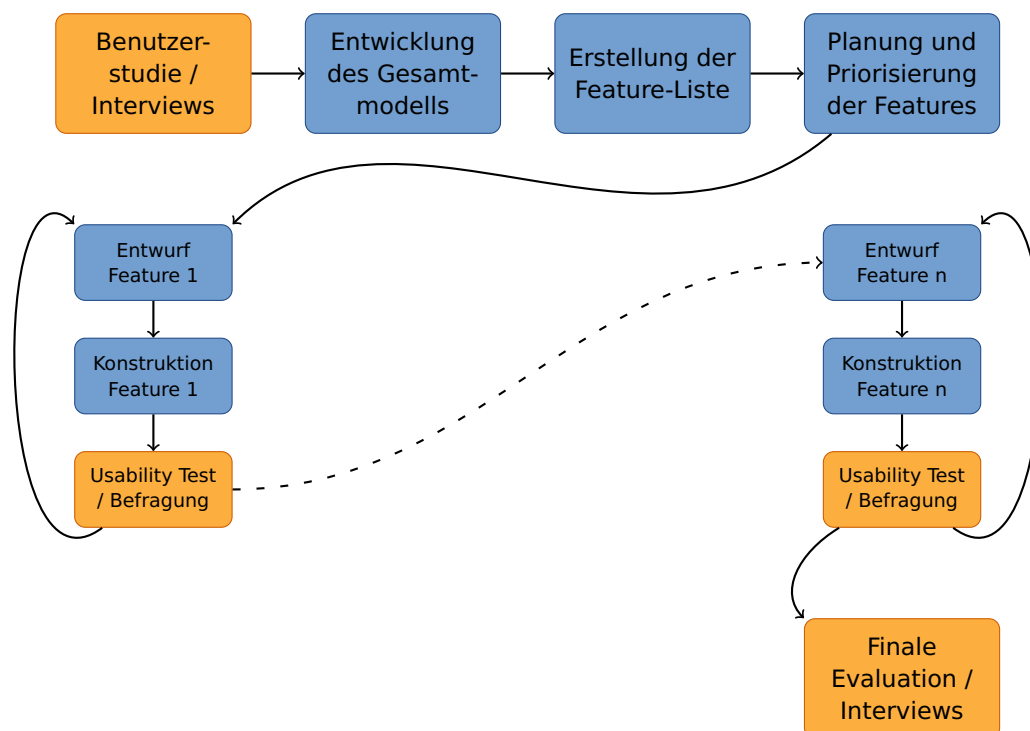 Benutzer-
studie /
Interviews
Entwicklung
des Gesamt-
modells
Erstellung der
Feature-Liste
Planung und
Priorisierung
der Features
Entwurf
Feature 1
Konstruktion
Feature 1
Usability Test
/ Befragung
Entwurf
Feature n
Konstruktion
Feature n
Usability Test
/ Befragung
Finale
Evaluation /
Interviews